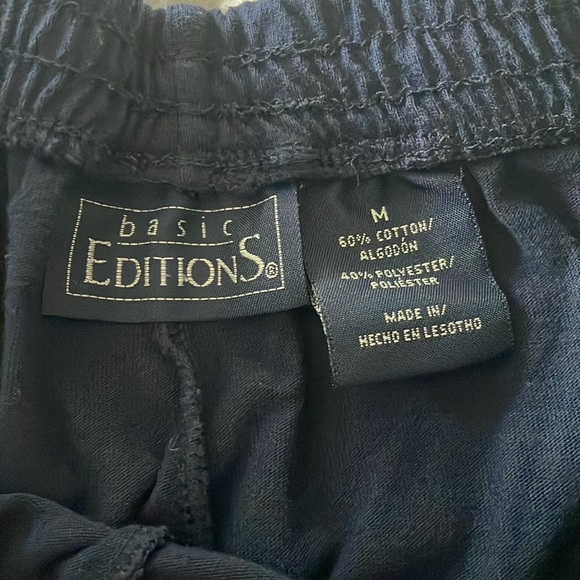 basic
EDITIONS®
M
60% COTTON/
ALGODÓN
40% POLYESTER/
POLIÉSTER
MADE IN/
HECHO EN LESOTHO